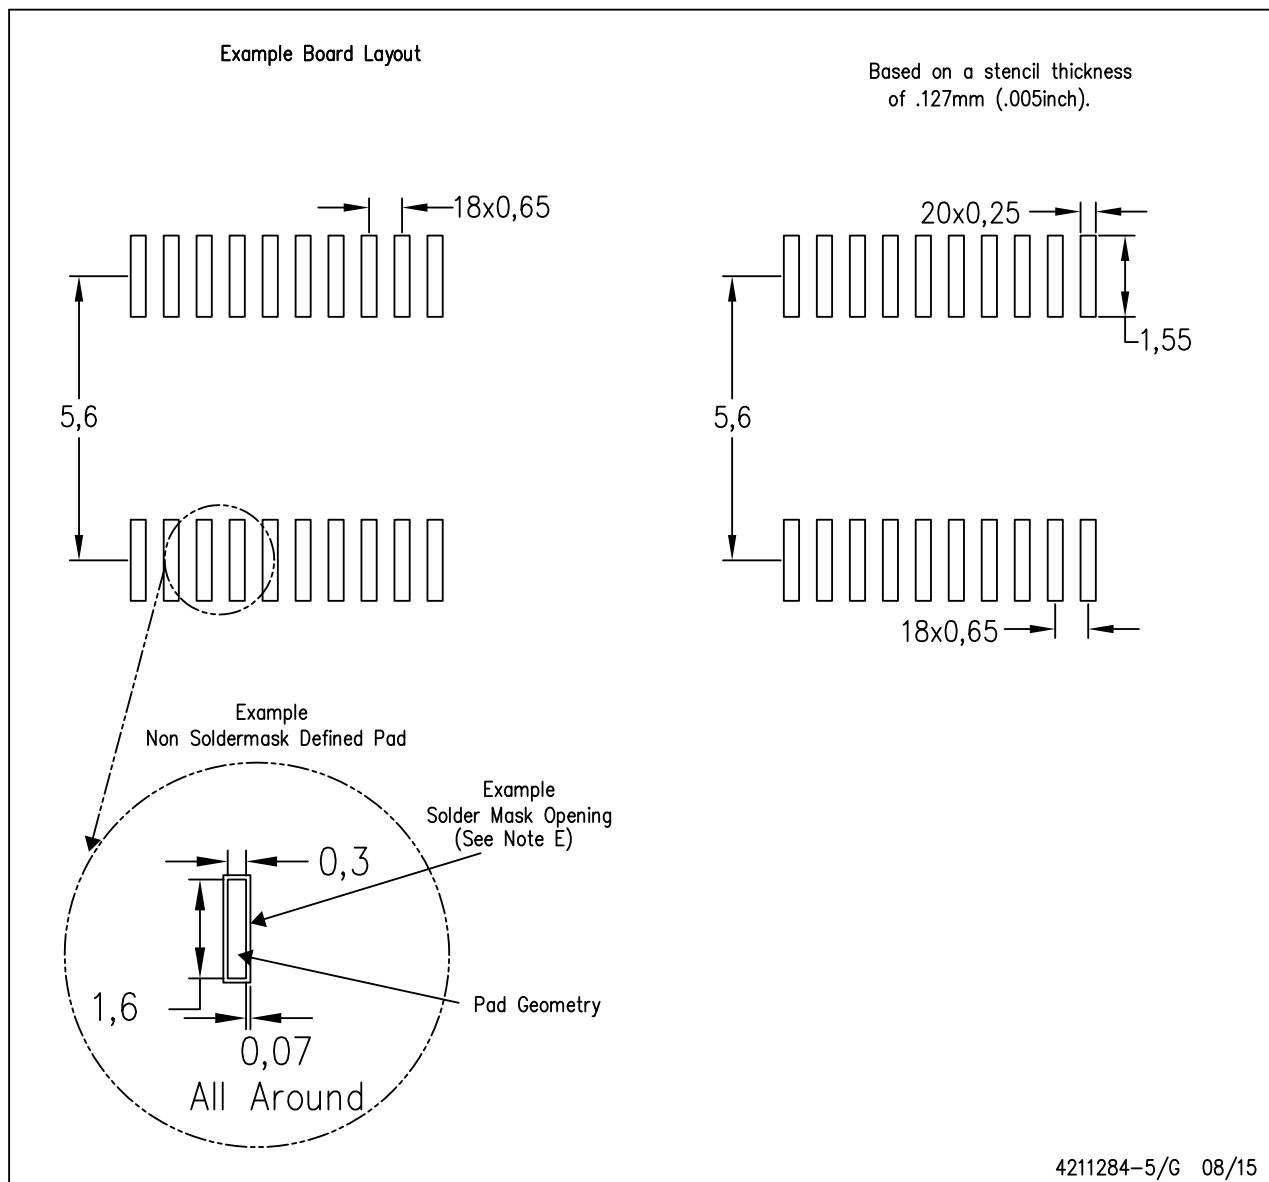 Example Board Layout
Based on a stencil thickness
of .127mm (.005inch).
18x0,65
20x0,25
1,55
5,6
5,6
18x0,65
Example
Non Soldermask Defined Pad
Example
Solder Mask Opening
(See Note E)
0,3
1,6
Pad Geometry
0,07
All Around
4211284-5/G 08/15